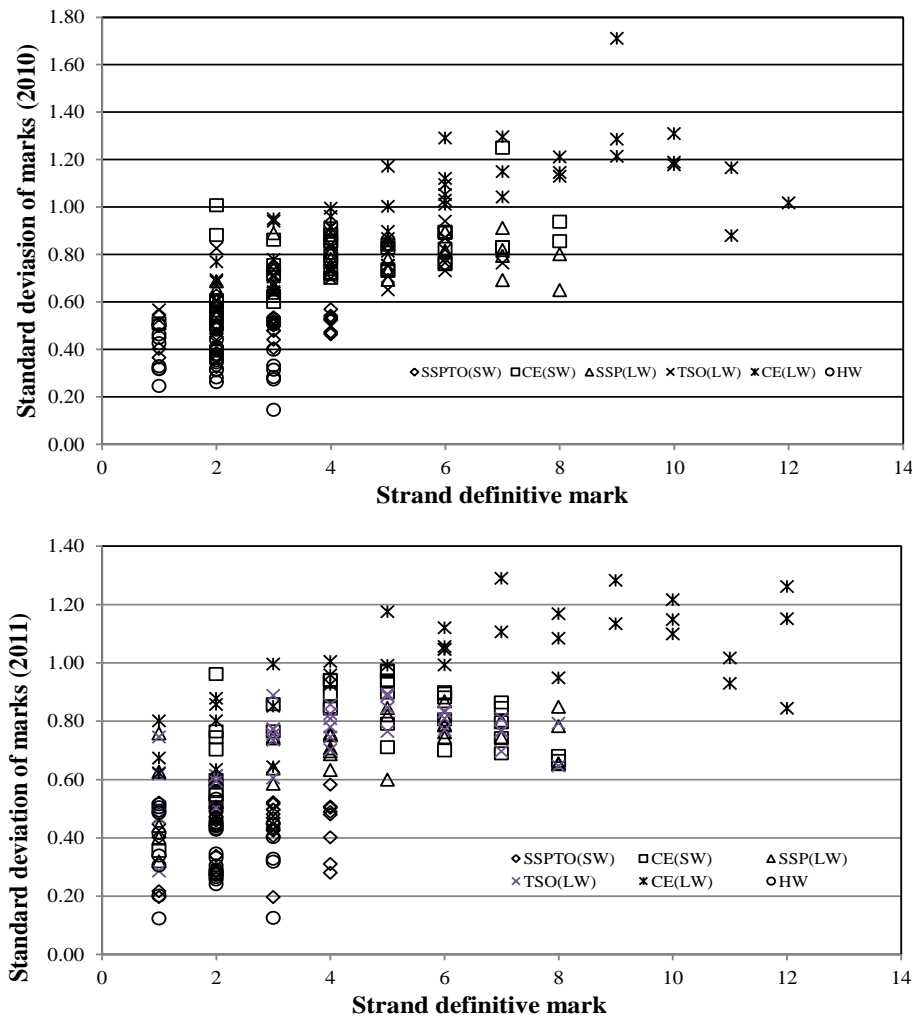 1.80
1.60
1.40
1.20
1.00
0.80
0.60
0.40
0.20
0.00
Standard deviasion of marks (2010)
SSPTO(SW) CE(SW) SSP(LW) TSO(LW) CE(LW) HW
0 2 4 6 8 10 12 14
Strand definitive mark
1.40
1.20
1.00
0.80
0.60
0.40
0.20
0.00
Standard deviation of marks (2011)
SSPTO(SW) CE(SW) SSP(LW)
TSO(LW) CE(LW) HW
0 2 4 6 8 10 12 14
Strand definitive mark